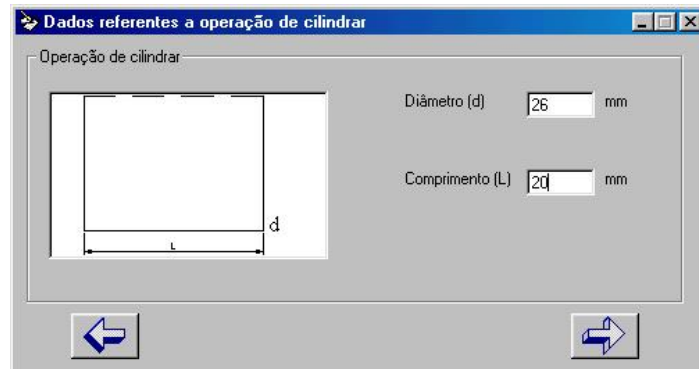 Dados referentes a operação de cilindrar
Operação de cilindrar
Diâmetro (d) 26 mm
Comprimento (L) 20 mm
d
L